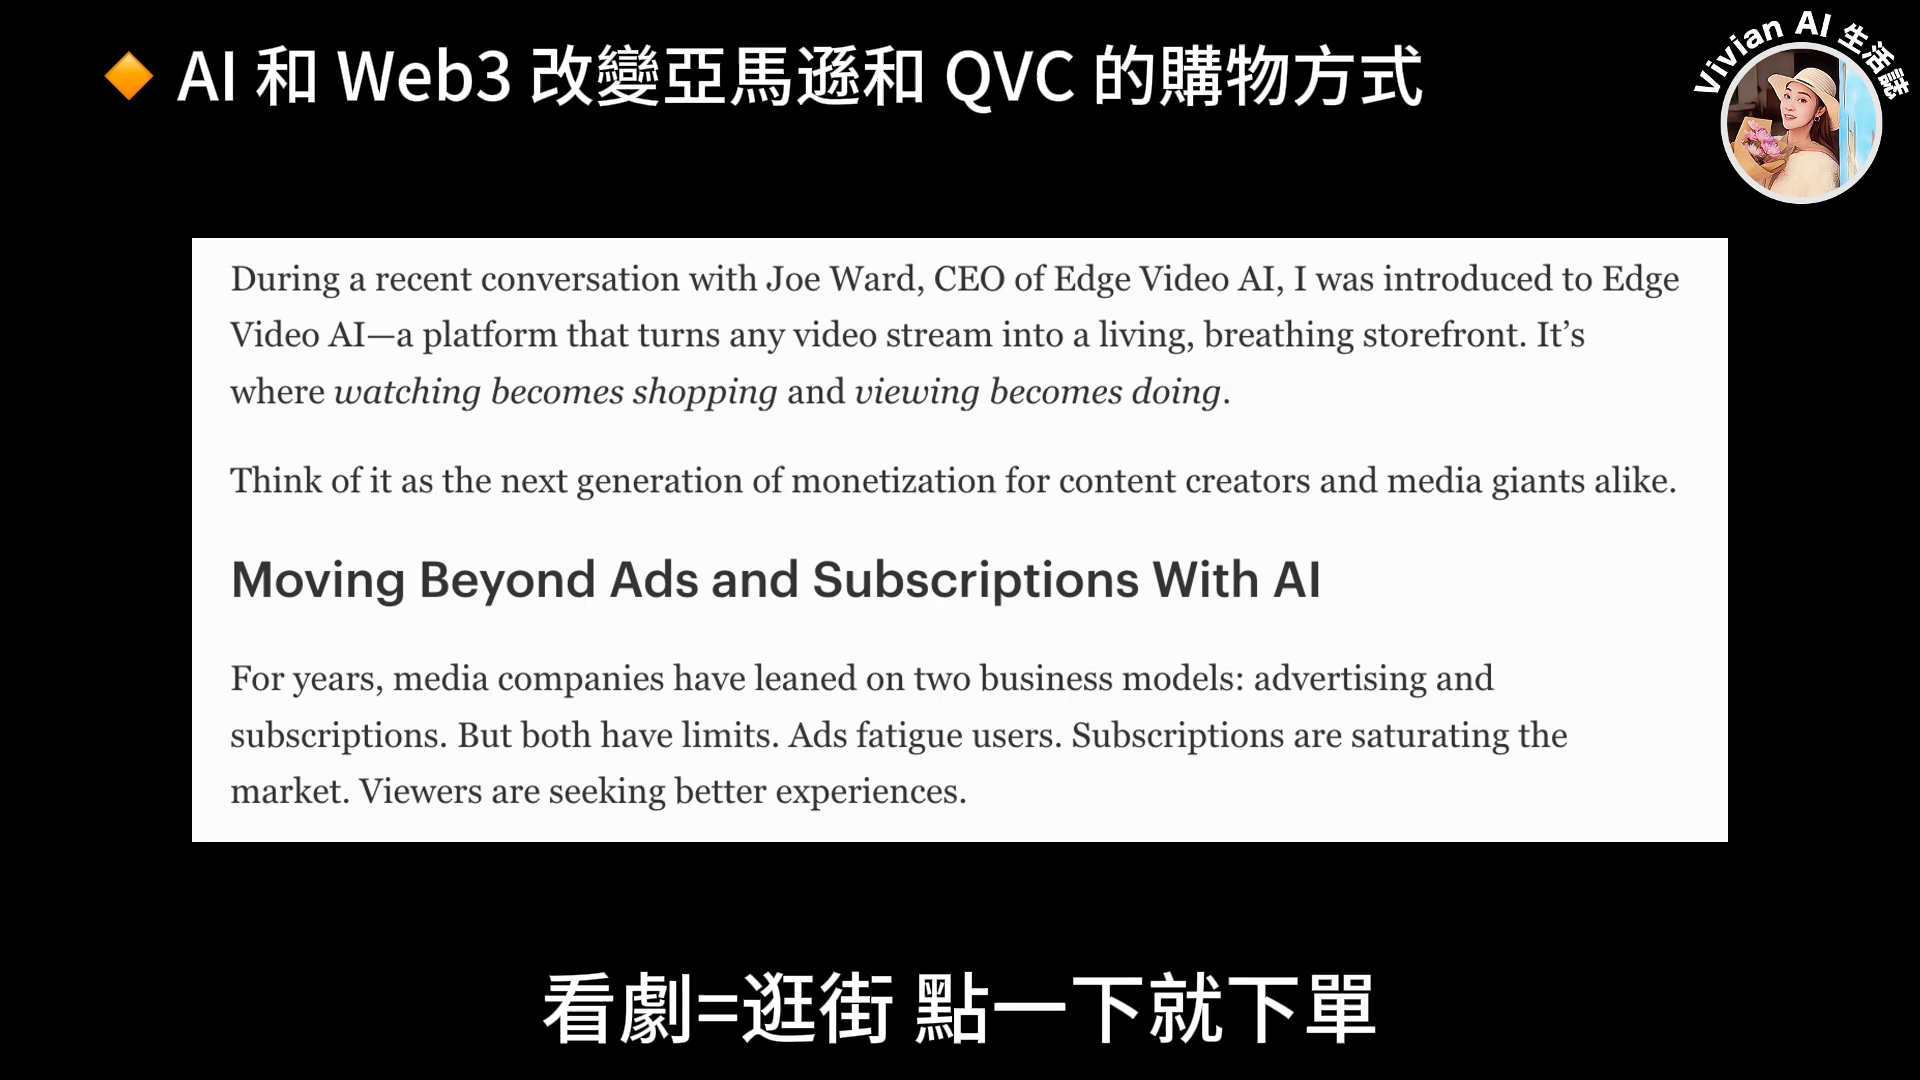 🔸 AI 和 Web3 改變亞馬遜和 QVC 的購物方式
Vivian AI 生活誌
During a recent conversation with Joe Ward, CEO of Edge Video AI, I was introduced to Edge
Video AI—a platform that turns any video stream into a living, breathing storefront. It’s
where watching becomes shopping and viewing becomes doing.
Think of it as the next generation of monetization for content creators and media giants alike.
Moving Beyond Ads and Subscriptions With AI
For years, media companies have leaned on two business models: advertising and
subscriptions. But both have limits. Ads fatigue users. Subscriptions are saturating the
market. Viewers are seeking better experiences.
看劇=逛街 點一下就下單